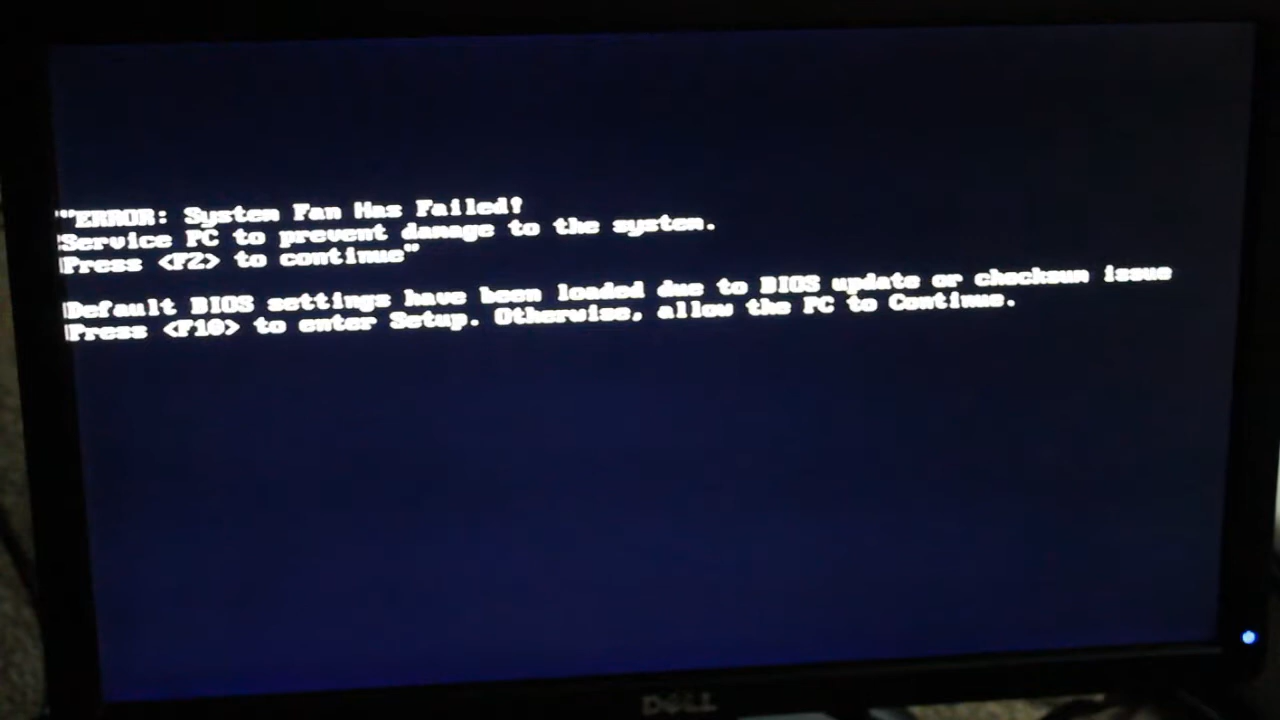 "ERROR: System Fan Has Failed!
Service PC to prevent damage to the system.
Press <F2> to continue"
Default BIOS settings have been loaded due to BIOS update or checksum issue
Press <F10> to enter Setup. Otherwise, allow the PC to Continue.
DELL